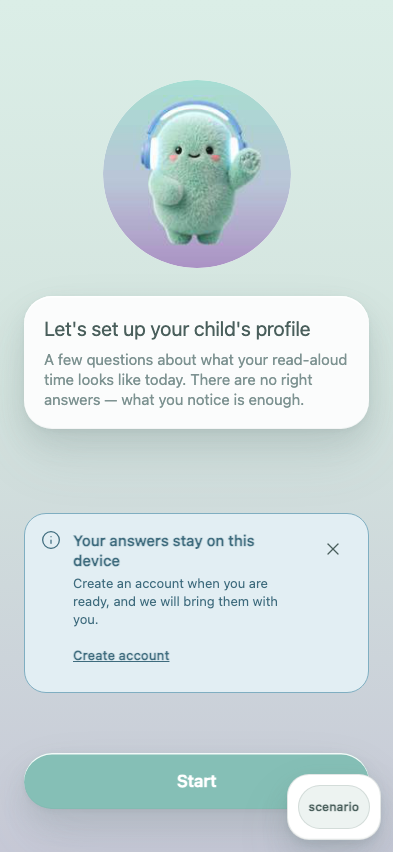 Let's set up your child's profile
A few questions about what your read-aloud
time looks like today. There are no right
answers — what you notice is enough.
Your answers stay on this
device
Create an account when you are
ready, and we will bring them with
you.
Create account
Start
scenario